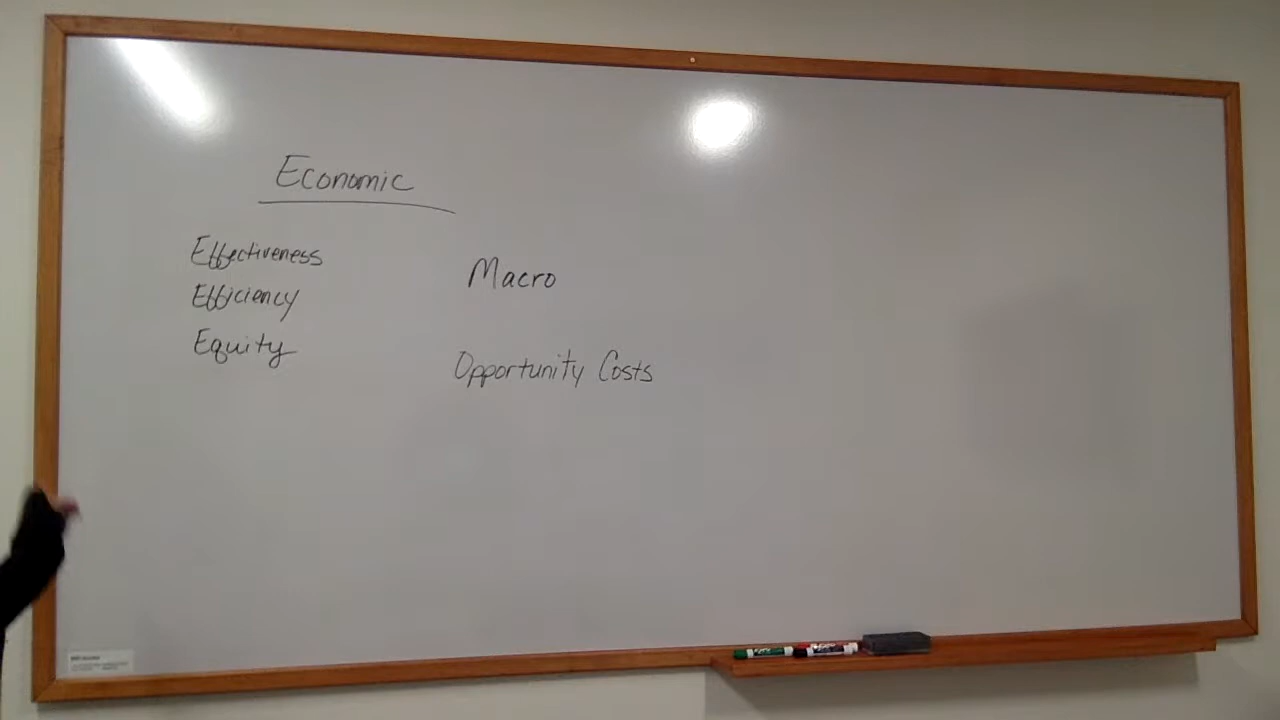 Economic
Effectiveness
Efficiency
Equity
Macro
Opportunity Costs